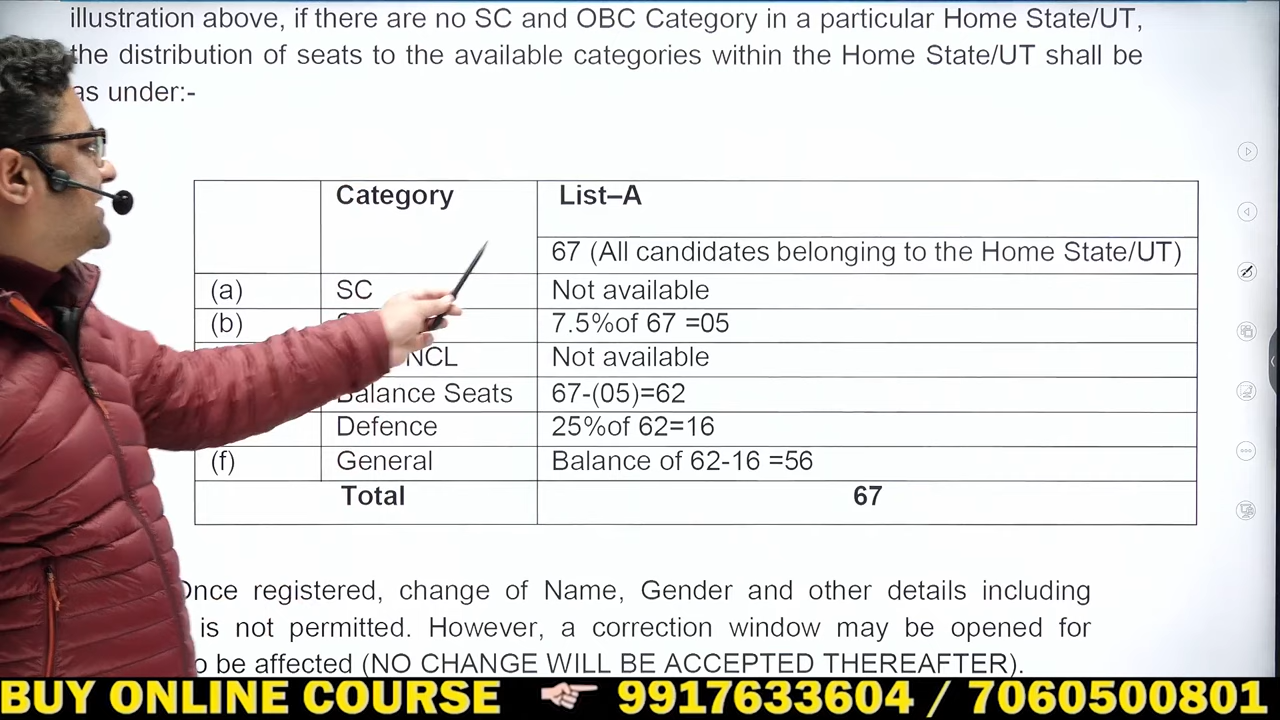 illustration above, if there are no SC and OBC Category in a particular Home State/UT,
the distribution of seats to the available categories within the Home State/UT shall be
as under:-
Category List–A
67 (All candidates belonging to the Home State/UT)
(a) SC Not available
(b) 7.5%of 67 =05
NCL Not available
Balance Seats 67-(05)=62
Defence 25%of 62=16
(f) General Balance of 62-16 =56
Total 67
Once registered, change of Name, Gender and other details including
is not permitted. However, a correction window may be opened for
be affected (NO CHANGE WILL BE ACCEPTED THEREAFTER).
BUY ONLINE COURSE 9917633604 / 7060500801